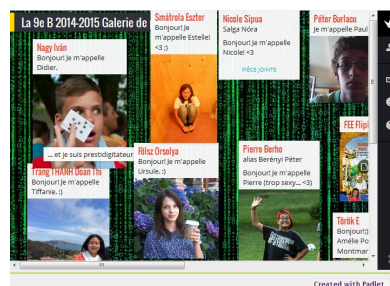 La 9e B 2014-2015 Galerie de
Nagy Iván
Bonjour! Je m'appelle
Didier.
... et je suis prestidigitateur
Trang THANH Doan Thi
Bonjour! Je m'appelle
Tiffanie. :)
Smátrola Eszter
Bonjour! Je
m'appelle Estelle!
<3 ;)
Fölsz Orsolya
Bonjour! Je m'appelle
Ursule. :)
Nicole Sipua
Salga Nóra
Bonjour! Je m'appelle
Nicole! <3
PIÈCE JOINTE
Pierre Berho
alias Berényi Péter
Bonjour! Je m'appelle
Pierre (trop sexy... <3)
Péter Burlacu
Je m'appelle Paul
FEE Flipl
Török E
Bonjour!:)
Amélie Po
Montmar
Created with Padlet